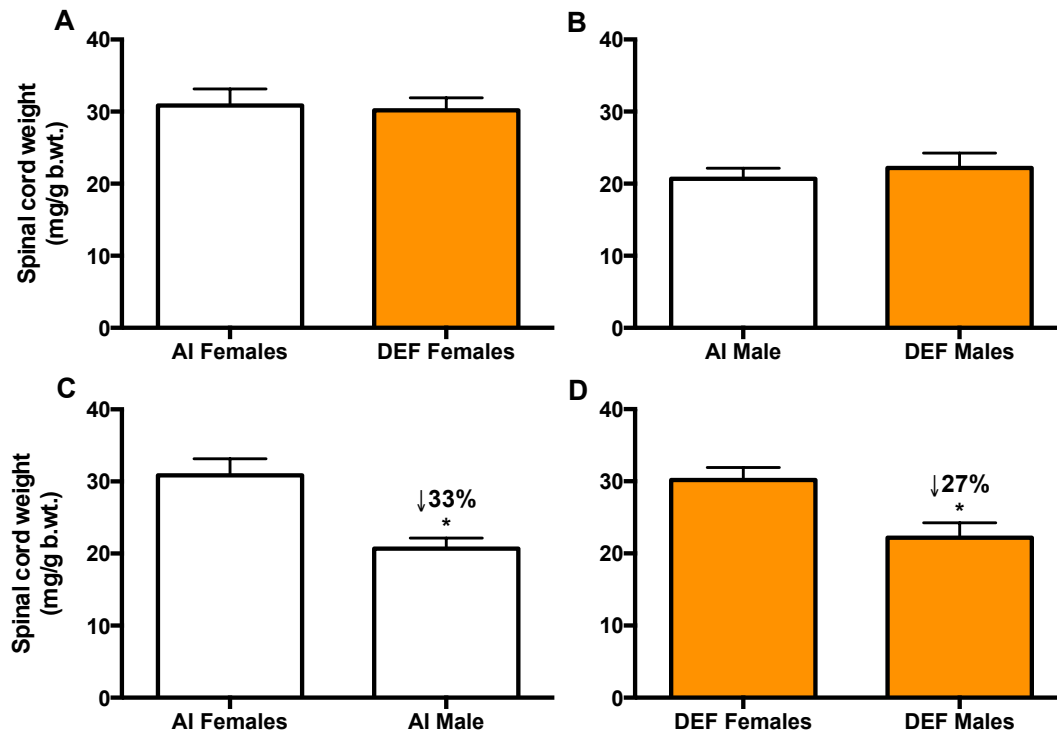 A
Spinal cord weight
(mg/g b.wt.)
40
30
20
10
0
AI Females
DEF Females
B
40
30
20
10
0
AI Male
DEF Males
C
Spinal cord weight
(mg/g b.wt.)
40
30
20
10
0
↓33%
*
AI Females
AI Male
D
40
30
20
10
0
↓27%
*
DEF Females
DEF Males